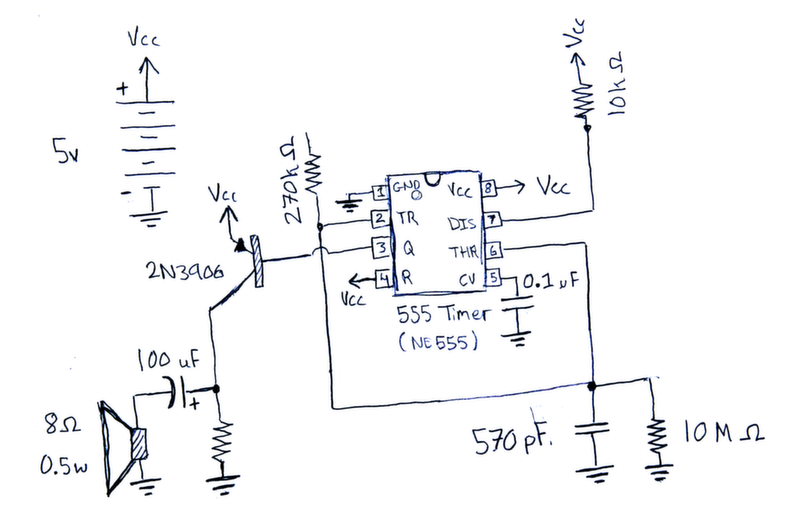 Vcc
+
5v
-
Vcc
2N3906
270kΩ
Vcc
10kΩ
1 GND
Vcc 8
Vcc
2 TR
DIS 7
3 Q
THR 6
4 R
CV 5
Vcc
0.1 uF
555 Timer
(NE555)
100 uF
+
8Ω
0.5w
570 pF.
10MΩ